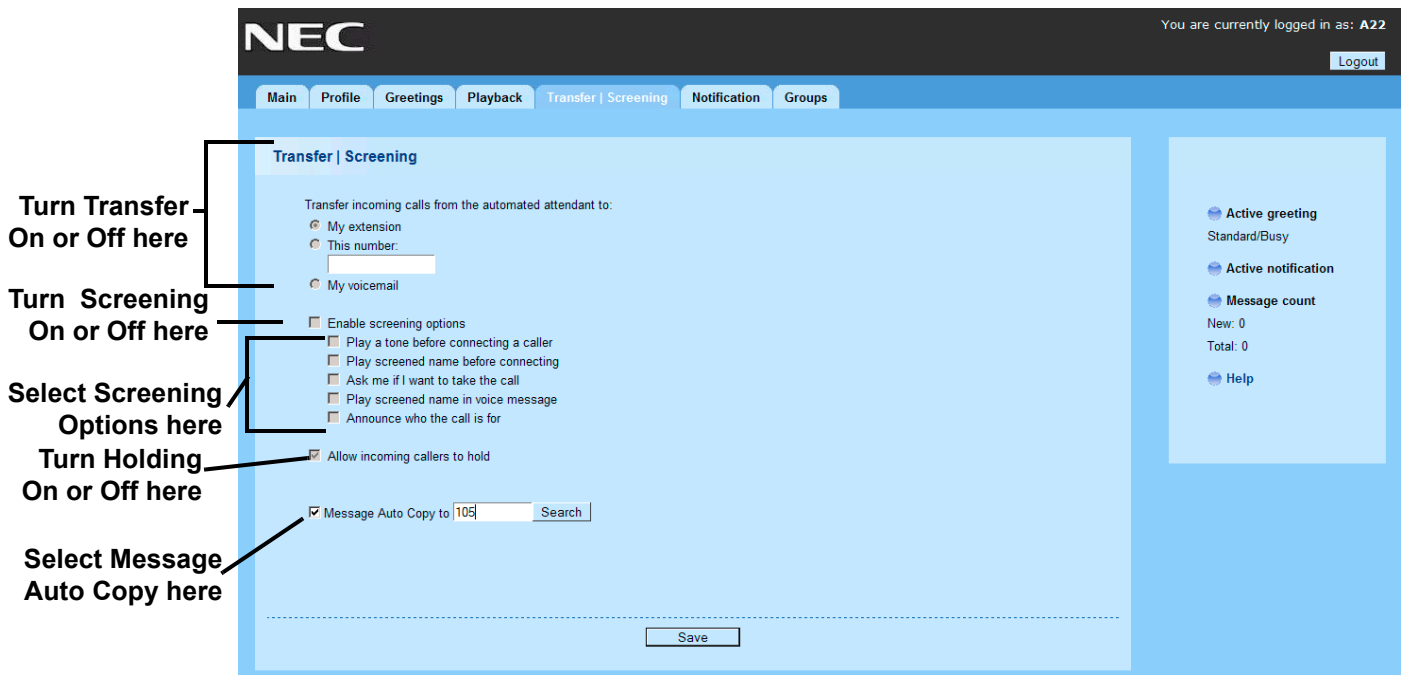 NEC
You are currently logged in as: A22
Logout
Main Profile Greetings Playback Transfer | Screening Notification Groups
Transfer | Screening
Transfer incoming calls from the automated attendant to:
My extension
This number:
My voicemail
Enable screening options
Play a tone before connecting a caller
Play screened name before connecting
Ask me if I want to take the call
Play screened name in voice message
Announce who the call is for
Allow incoming callers to hold
Message Auto Copy to 105 Search
Save
Active greeting
Standard/Busy
Active notification
Message count
New: 0
Total: 0
Help
Turn Transfer
On or Off here
Turn Screening
On or Off here
Select Screening
Options here
Turn Holding
On or Off here
Select Message
Auto Copy here